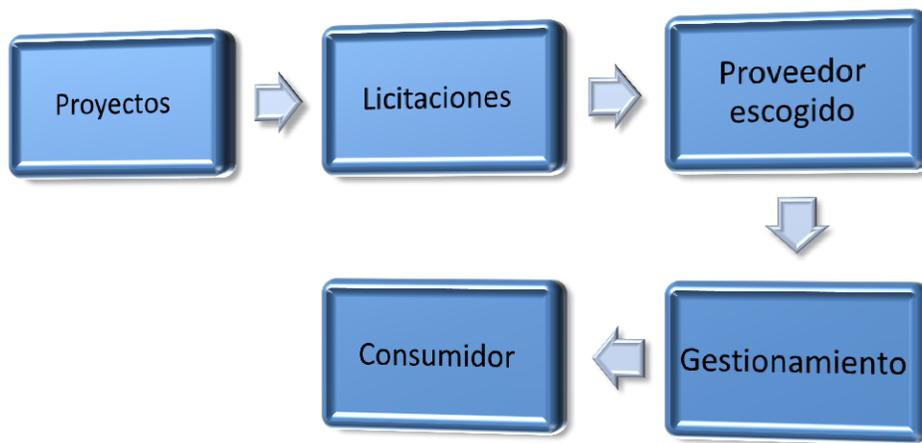 Proyectos
Licitaciones
Proveedor
escogido
Gestionamiento
Consumidor